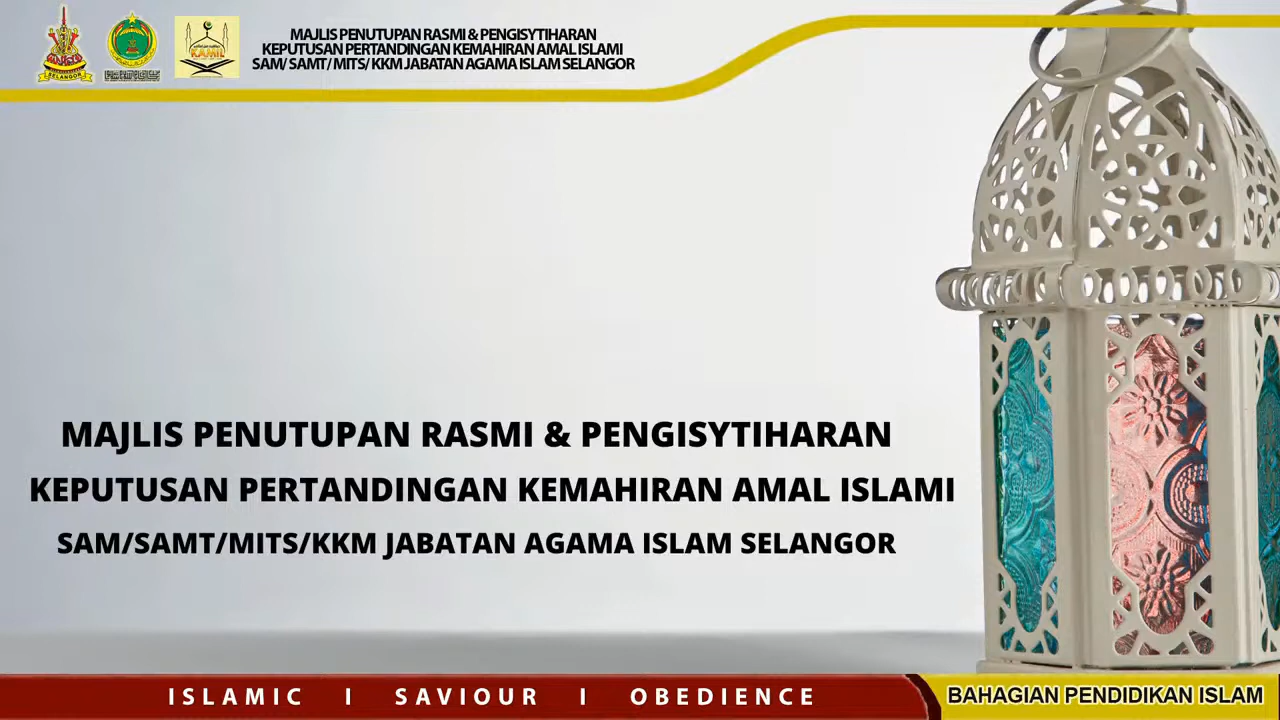 MAJLIS PENUTUPAN RASMI & PENGISYTIHARAN
KEPUTUSAN PERTANDINGAN KEMAHIRAN AMAL ISLAMI
SAM/ SAMT/ MITS/ KKM JABATAN AGAMA ISLAM SELANGOR
SELANGOR
KAMIL
MAJLIS PENUTUPAN RASMI & PENGISYTIHARAN
KEPUTUSAN PERTANDINGAN KEMAHIRAN AMAL ISLAMI
SAM/SAMT/MITS/KKM JABATAN AGAMA ISLAM SELANGOR
ISLAMIC I SAVIOUR I OBEDIENCE
BAHAGIAN PENDIDIKAN ISLAM